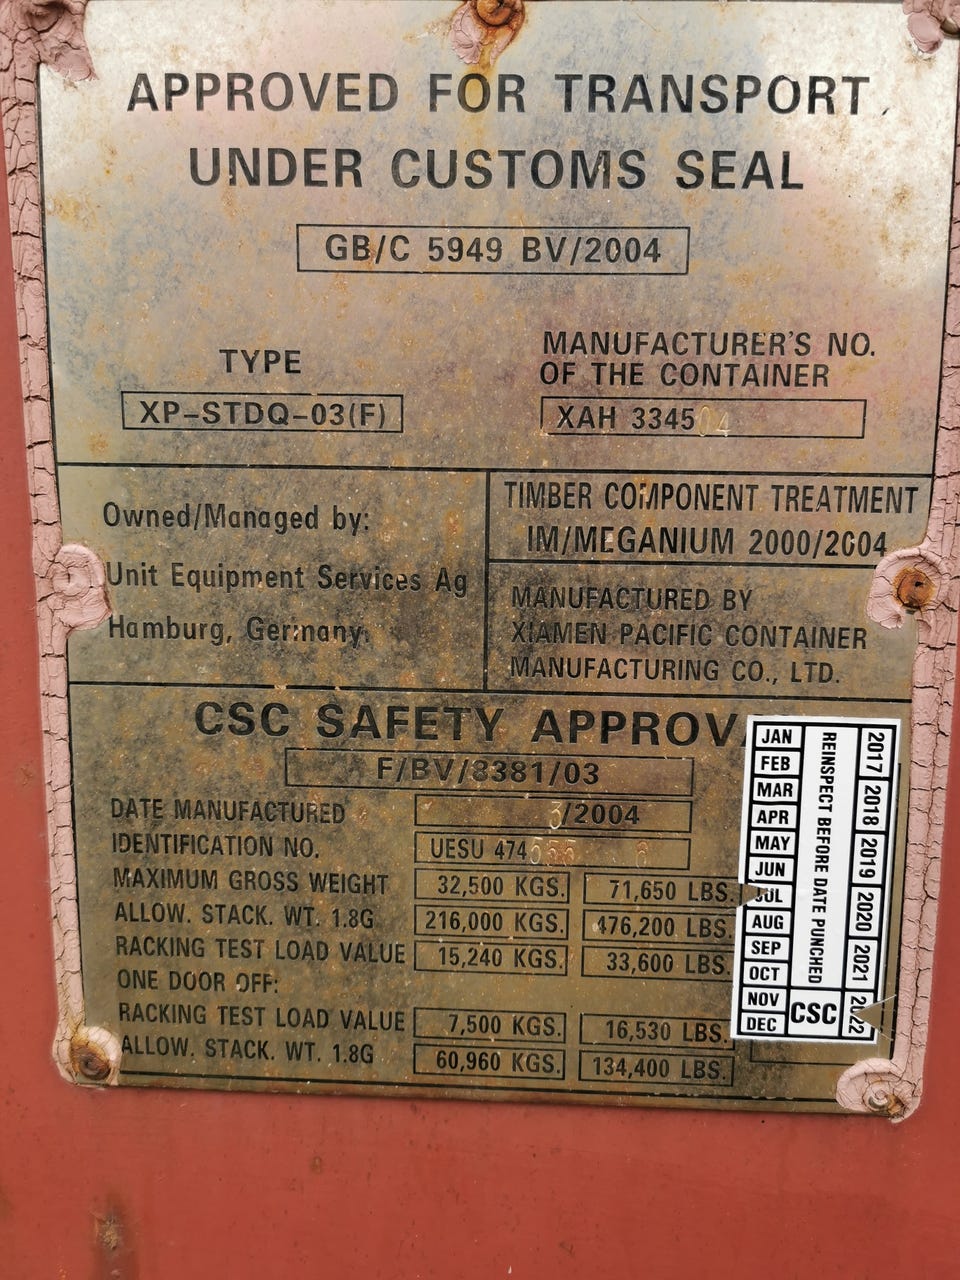 APPROVED FOR TRANSPORT
UNDER CUSTOMS SEAL
GB/C 5949 BV/2004
TYPE
XP-STDQ-03(F)
MANUFACTURER'S NO.
OF THE CONTAINER
XAH 334504
Owned/Managed by:
Unit Equipment Services Ag
Hamburg, Germany
TIMBER COMPONENT TREATMENT
IM/MEGANIUM 2000/2004
MANUFACTURED BY
XIAMEN PACIFIC CONTAINER
MANUFACTURING CO., LTD.
CSC SAFETY APPROVA
F/BV/8381/03
DATE MANUFACTURED 3/2004
IDENTIFICATION NO. UESU 474
MAXIMUM GROSS WEIGHT 32,500 KGS. 71,650 LBS.
ALLOW. STACK. WT. 1.8G 216,000 KGS. 476,200 LBS.
RACKING TEST LOAD VALUE 15,240 KGS. 33,600 LBS.
ONE DOOR OFF:
RACKING TEST LOAD VALUE 7,500 KGS. 16,530 LBS.
ALLOW. STACK. WT. 1.8G 60,960 KGS. 134,400 LBS.
JAN
FEB
MAR
APR
MAY
JUN
JUL
AUG
SEP
OCT
NOV
DEC
REINSPECT BEFORE DATE PUNCHED
CSC
2017 2018 2019 2020 2021 2022